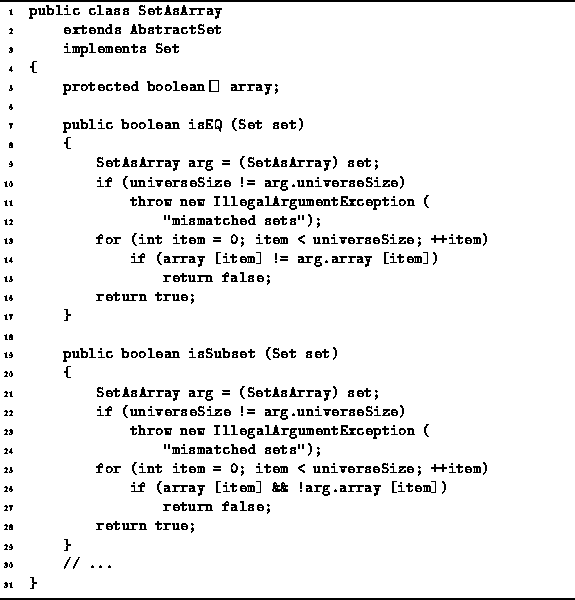 1 public class SetAsArray
2     extends AbstractSet
3     implements Set
4 {
5     protected boolean[] array;
6
7     public boolean isEQ (Set set)
8     {
9         SetAsArray arg = (SetAsArray) set;
10         if (universeSize != arg.universeSize)
11             throw new IllegalArgumentException (
12                 "mismatched sets");
13         for (int item = 0; item < universeSize; ++item)
14             if (array [item] != arg.array [item])
15                 return false;
16         return true;
17     }
18
19     public boolean isSubset (Set set)
20     {
21         SetAsArray arg = (SetAsArray) set;
22         if (universeSize != arg.universeSize)
23             throw new IllegalArgumentException (
24                 "mismatched sets");
25         for (int item = 0; item < universeSize; ++item)
26             if (array [item] && !arg.array [item])
27                 return false;
28         return true;
29     }
30     // ...
31 }